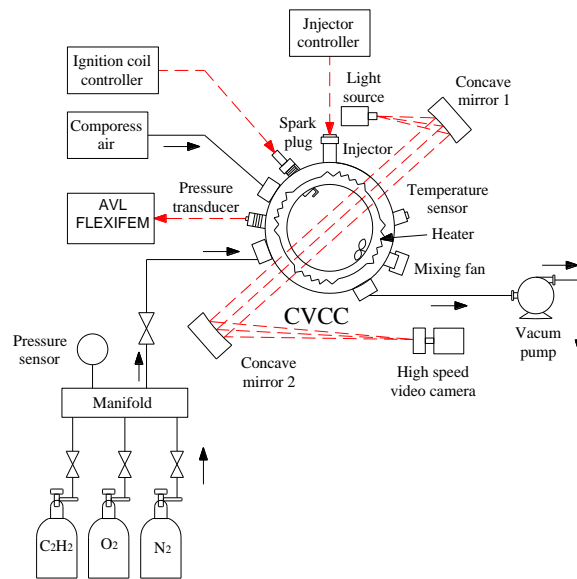 Jnjector
controller
Ignition coil
controller
Light
source
Concave
mirror 1
Comporess
air
Spark
plug
Injector
AVL
FLEXIFEM
Pressure
transducer
Temperature
sensor
Heater
Mixing fan
CVCC
Pressure
sensor
Vacum
pump
Concave
mirror 2
High speed
video camera
Manifold
C2H2
O2
N2